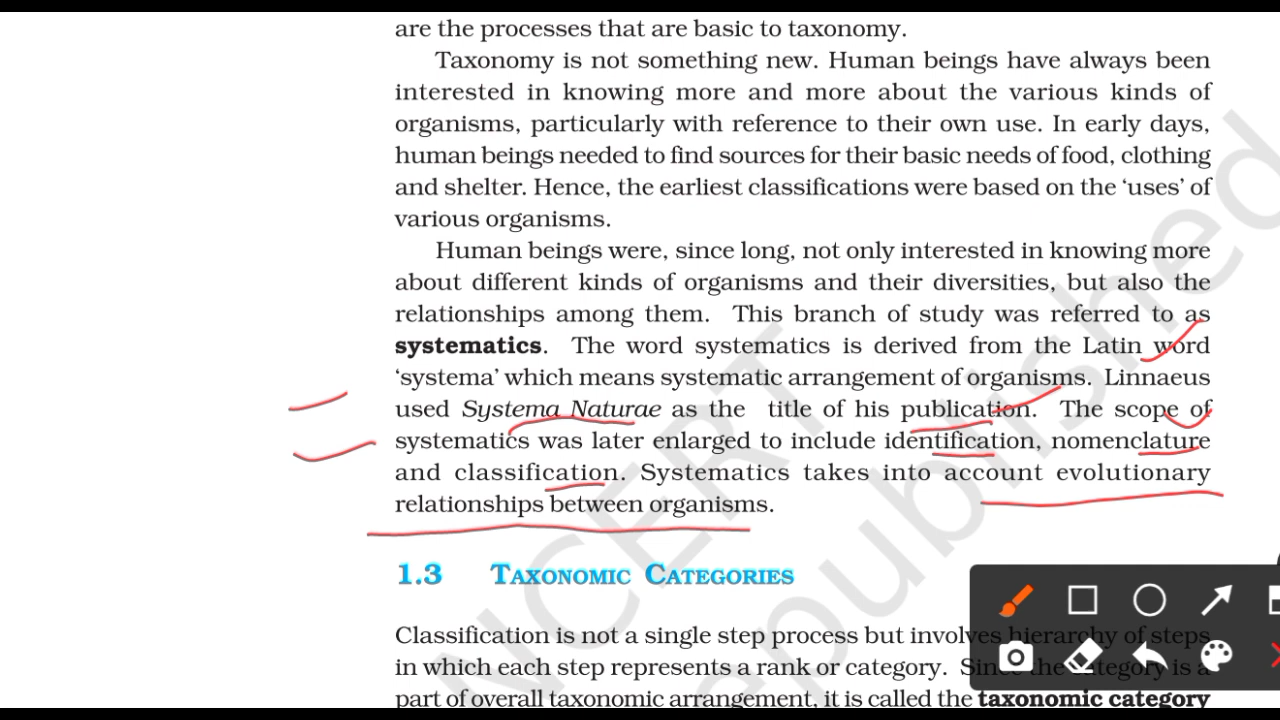 are the processes that are basic to taxonomy.
Taxonomy is not something new. Human beings have always been
interested in knowing more and more about the various kinds of
organisms, particularly with reference to their own use. In early days,
human beings needed to find sources for their basic needs of food, clothing
and shelter. Hence, the earliest classifications were based on the ‘uses’ of
various organisms.
Human beings were, since long, not only interested in knowing more
about different kinds of organisms and their diversities, but also the
relationships among them. This branch of study was referred to as
systematics. The word systematics is derived from the Latin word
‘systema’ which means systematic arrangement of organisms. Linnaeus
used Systema Naturae as the title of his publication. The scope of
systematics was later enlarged to include identification, nomenclature
and classification. Systematics takes into account evolutionary
relationships between organisms.
1.3 TAXONOMIC CATEGORIES
Classification is not a single step process but involves hierarchy of steps
in which each step represents a rank or category. Since the category is a
part of overall taxonomic arrangement, it is called the taxonomic category
NCERT
republished